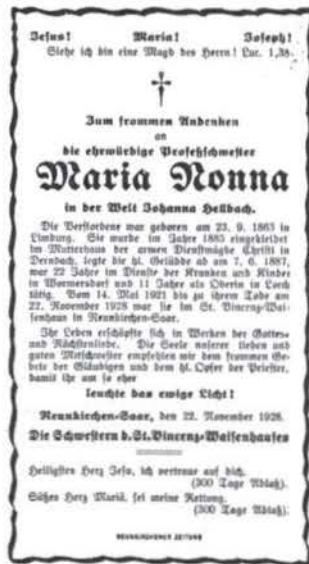 Jesus! Maria! Joseph!
Siehe ich bin eine Magd des Herrn! Luc. 1,38.
Zum frommen Andenken
an
die ehrwürdige Profeßschwester
Maria Nonna
in der Welt Johanna Hellbach.
Die Verstorbene war geboren am 23. 9. 1863 in
Limburg. Sie wurde im Jahre 1885 eingekleidet
im Mutterhaus der armen Dienstmägde Christi in
Dernbach, legte die hl. Gelübde ab am 7. 6. 1887,
war 22 Jahre im Dienste der Kranken und Kinder
in Wormersdorf und 11 Jahre als Oberin in Lorch
tätig. Vom 14. Mai 1921 bis zu ihrem Tode am
22. November 1928 war sie im St. Vincenz-Wai-
senhaus in Neunkirchen-Saar.
Ihr Leben erschöpfte sich in Werken der Gottes-
und Nächstenliebe. Die Seele unserer lieben und
guten Mitschwester empfehlen wir dem frommen Ge-
bete der Gläubigen und dem hl. Opfer der Priester,
damit ihr um so eher
leuchte das ewige Licht!
Neunkirchen-Saar, den 22. November 1928.
Die Schwestern d. St. Vincenz-Waisenhauses
Heiligstes Herz Jesu, ich vertraue auf dich.
(300 Tage Ablaß).
Süßes Herz Mariä, sei meine Rettung.
(300 Tage Ablaß).
NEUNKIRCHENER ZEITUNG